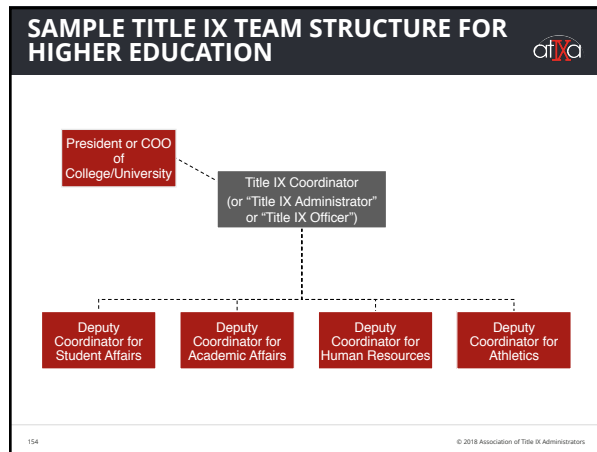 SAMPLE TITLE IX TEAM STRUCTURE FOR
HIGHER EDUCATION
atIXa
President or COO
of
College/University
Title IX Coordinator
(or “Title IX Administrator”
or “Title IX Officer”)
Deputy
Coordinator for
Student Affairs
Deputy
Coordinator for
Academic Affairs
Deputy
Coordinator for
Human Resources
Deputy
Coordinator for
Athletics
154
© 2018 Association of Title IX Administrators